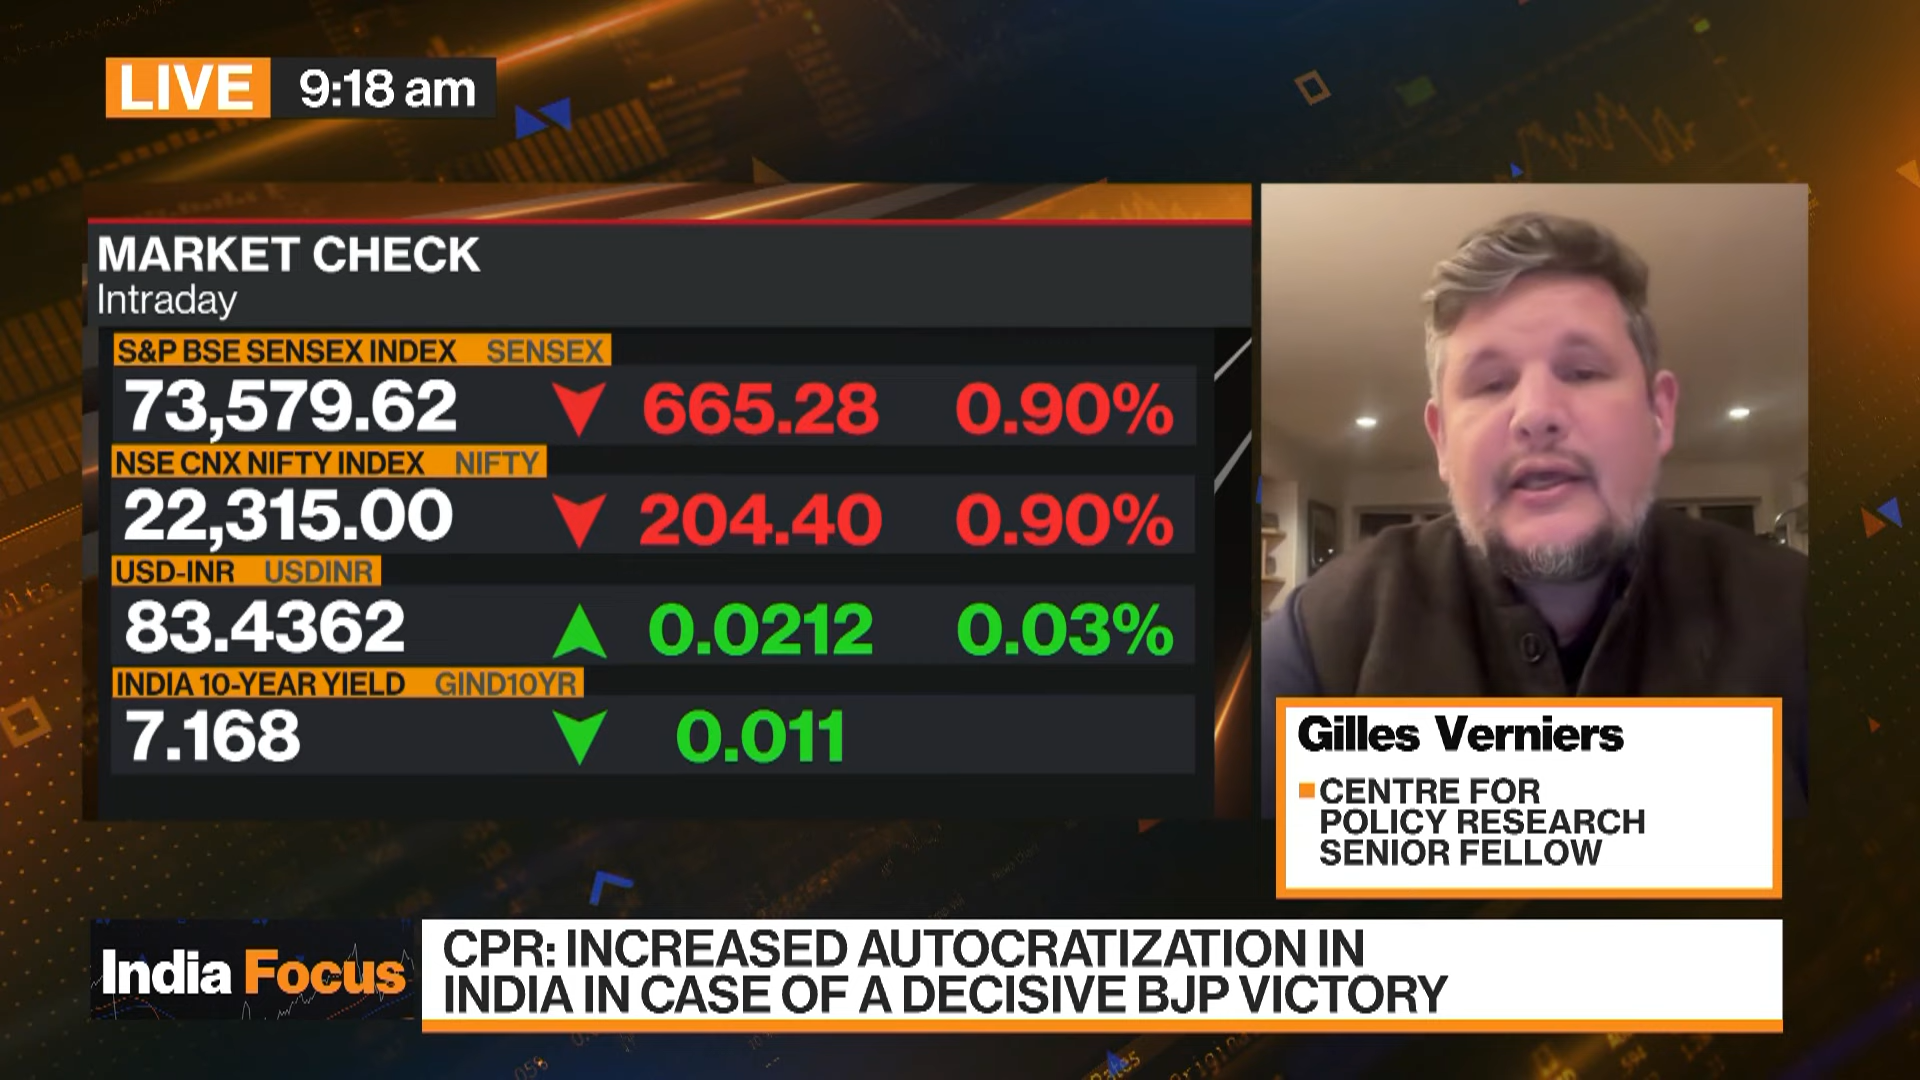 LIVE 9:18 am
MARKET CHECK
Intraday
S&P BSE SENSEX INDEX SENSEX
73,579.62 ▼ 665.28 0.90%
NSE CNX NIFTY INDEX NIFTY
22,315.00 ▼ 204.40 0.90%
USD-INR USDINR
83.4362 ▲ 0.0212 0.03%
INDIA 10-YEAR YIELD GIND10YR
7.168 ▼ 0.011
Gilles Verniers
CENTRE FOR
POLICY RESEARCH
SENIOR FELLOW
India Focus
CPR: INCREASED AUTOCRATIZATION IN
INDIA IN CASE OF A DECISIVE BJP VICTORY